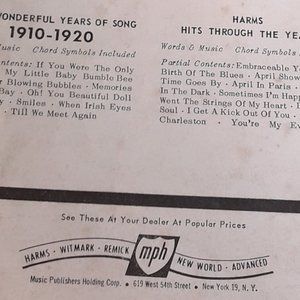 WONDERFUL YEARS OF SONG
1910-1920
Music Chord Symbols Included
Contents: If You Were The Only
My Little Baby Bumble Bee
Blowing Bubbles · Memories
Bay · Oh! You Beautiful Doll
· Smiles · When Irish Eyes
· Till We Meet Again
HARMS
HITS THROUGH THE YEA
Words & Music Chord Symbols
Partial Contents: Embraceable Y
Birth Of The Blues · April Show
Time Goes By · April In Paris ·
In The Dark · Sometimes I'm Happ
Went The Strings Of My Heart · I
Soul · I Get A Kick Out Of You ·
Charleston · You're My E
See These At Your Dealer At Popular Prices
HARMS · WITMARK · REMICK
mph
NEW WORLD · ADVANCED
Music Publishers Holding Corp. • 619 West 54th Street • New York 19, N. Y.